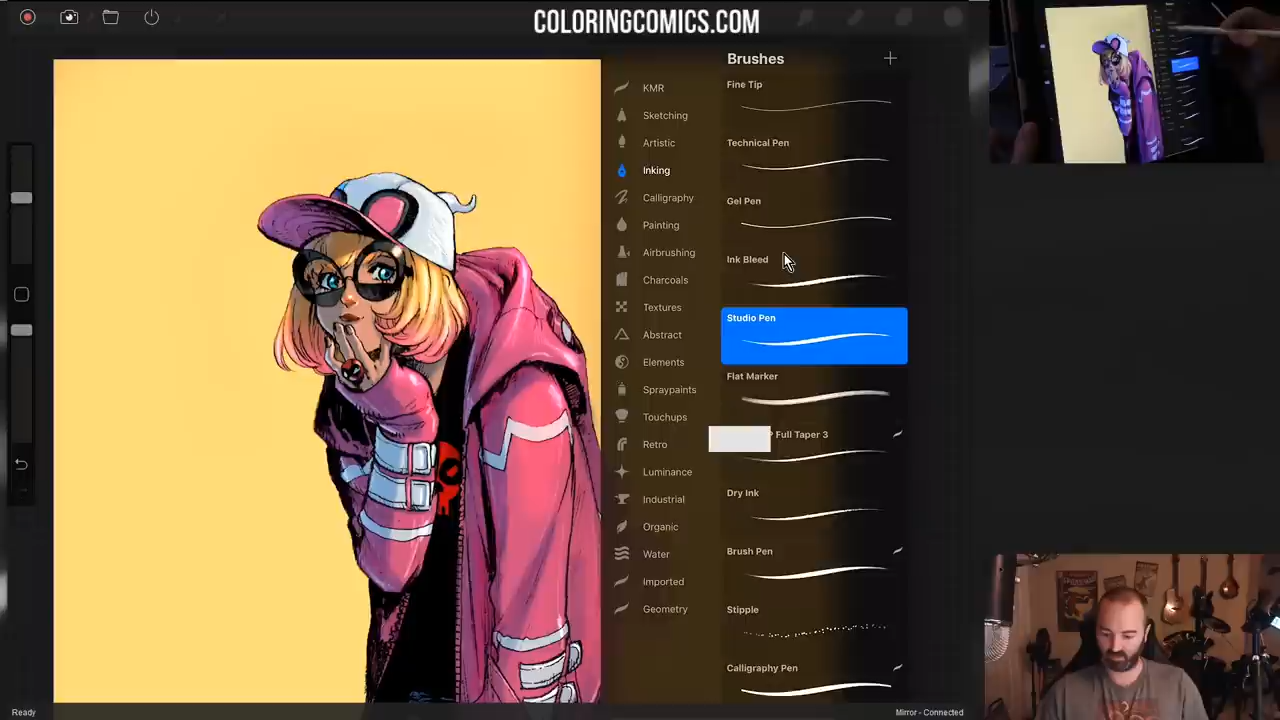 COLORINGCOMICS.COM
Brushes
KMR
Sketching
Artistic
Inking
Calligraphy
Painting
Airbrushing
Charcoals
Textures
Abstract
Elements
Spraypaints
Touchups
Retro
Luminance
Industrial
Organic
Water
Imported
Geometry
Fine Tip
Technical Pen
Gel Pen
Ink Bleed
Studio Pen
Flat Marker
Full Taper 3
Dry Ink
Brush Pen
Stipple
Calligraphy Pen
Ready
Mirror - Connected